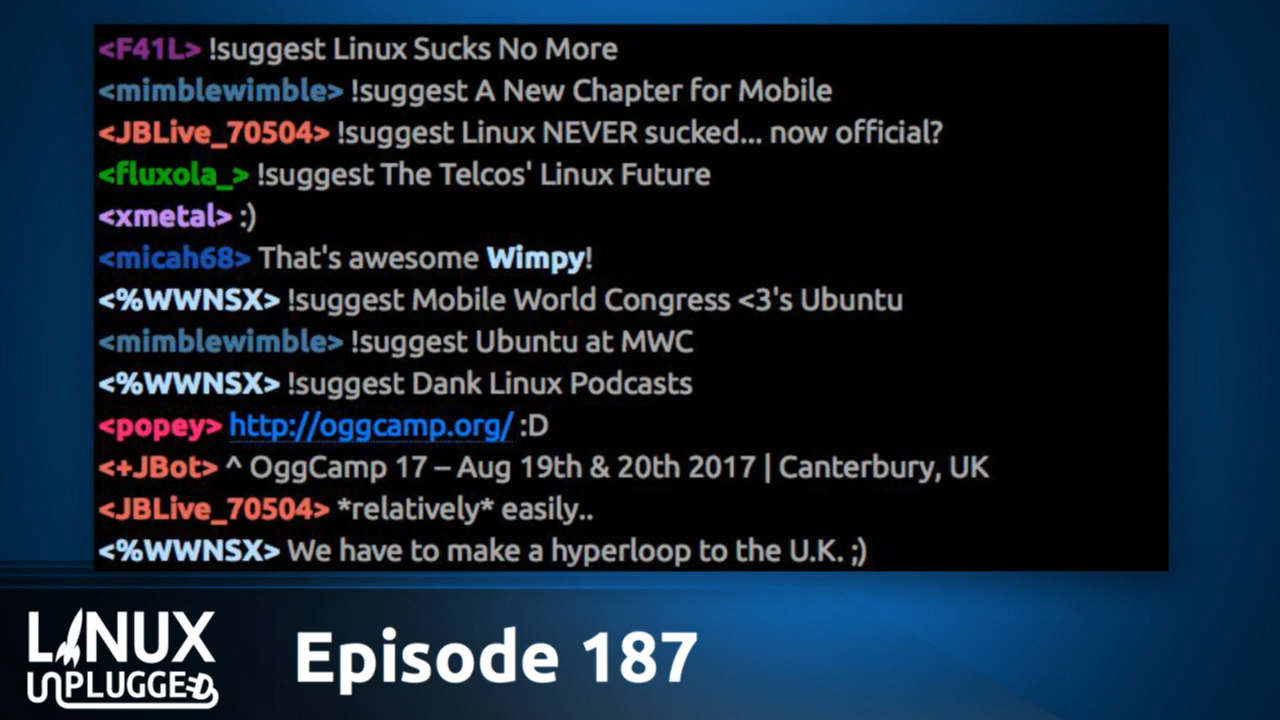 <F41L> !suggest Linux Sucks No More
<mimblewimble> !suggest A New Chapter for Mobile
<JBLive_70504> !suggest Linux NEVER sucked... now official?
<fluxola_> !suggest The Telcos' Linux Future
<xmetal> :)
<micah68> That's awesome Wimpy!
<%WWNSX> !suggest Mobile World Congress <3's Ubuntu
<mimblewimble> !suggest Ubuntu at MWC
<%WWNSX> !suggest Dank Linux Podcasts
<popey> http://oggcamp.org/ :D
<+JBot> ^ OggCamp 17 – Aug 19th & 20th 2017 | Canterbury, UK
<JBLive_70504> *relatively* easily..
<%WWNSX> We have to make a hyperloop to the U.K. ;)
LINUX
UNPLUGGED
Episode 187